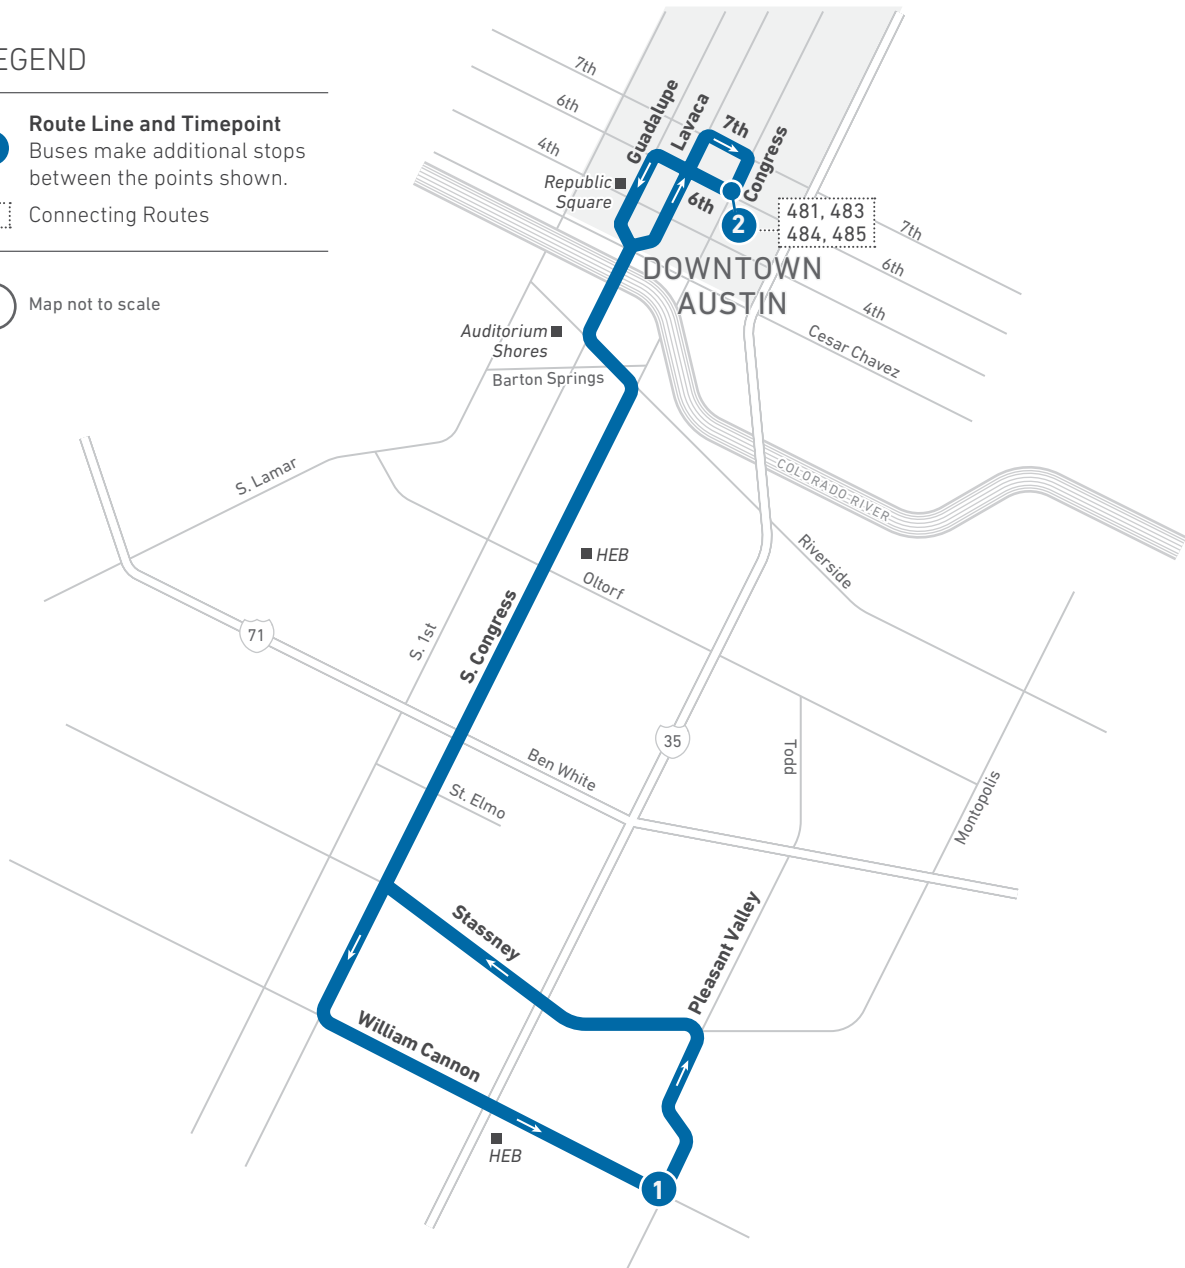 EGEND
Route Line and Timepoint
Buses make additional stops
between the points shown.
Connecting Routes
Map not to scale
7th
6th
4th
Guadalupe
Lavaca
7th
Congress
Republic
Square
6th
2
481, 483
484, 485
7th
6th
4th
Cesar Chavez
DOWNTOWN
AUSTIN
Auditorium
Shores
Barton Springs
S. Lamar
COLORADO RIVER
HEB
Oltorf
Riverside
71
S. 1st
S. Congress
35
Todd
Ben White
St. Elmo
Montopolis
Stassney
Pleasant Valley
William Cannon
HEB
1